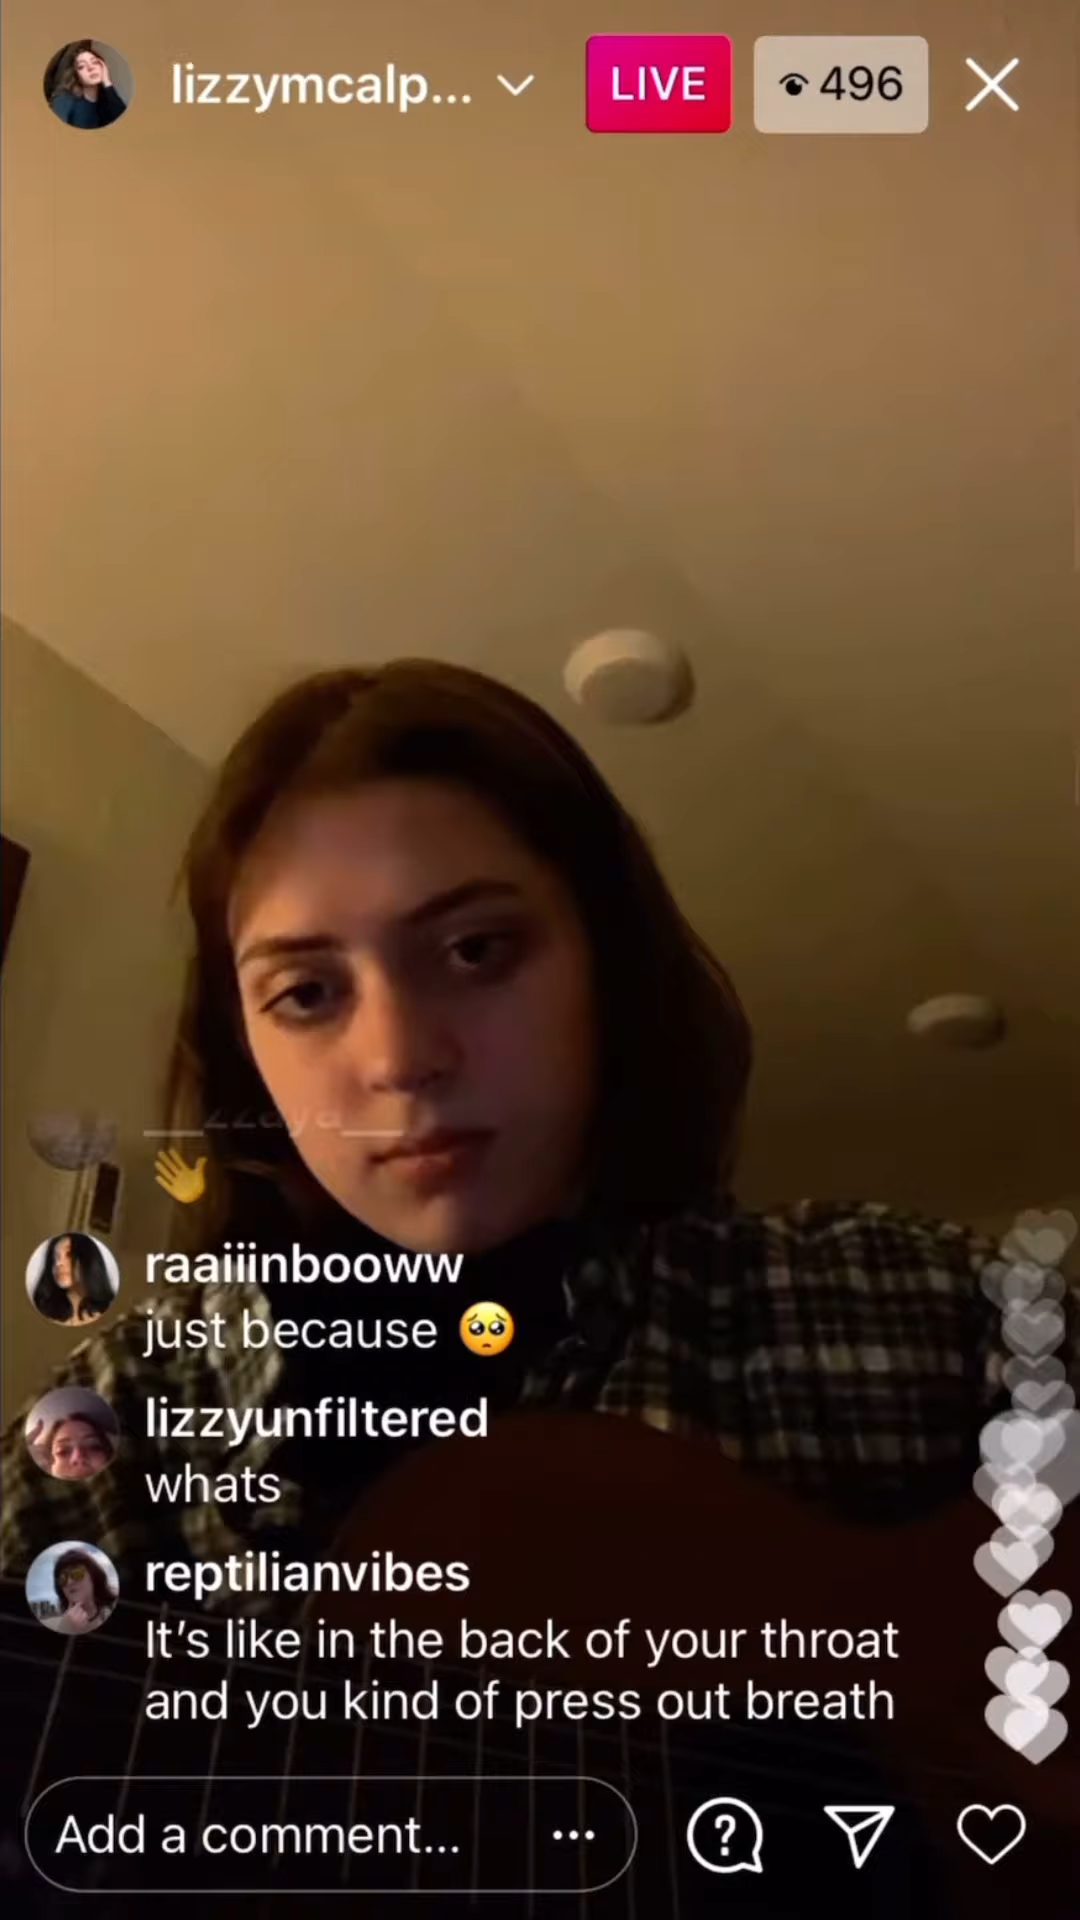 lizzymcalp...
LIVE
496
raaiiinbooww
just because 🥺
lizzyunfiltered
whats
reptilianvibes
It's like in the back of your throat
and you kind of press out breath
Add a comment...